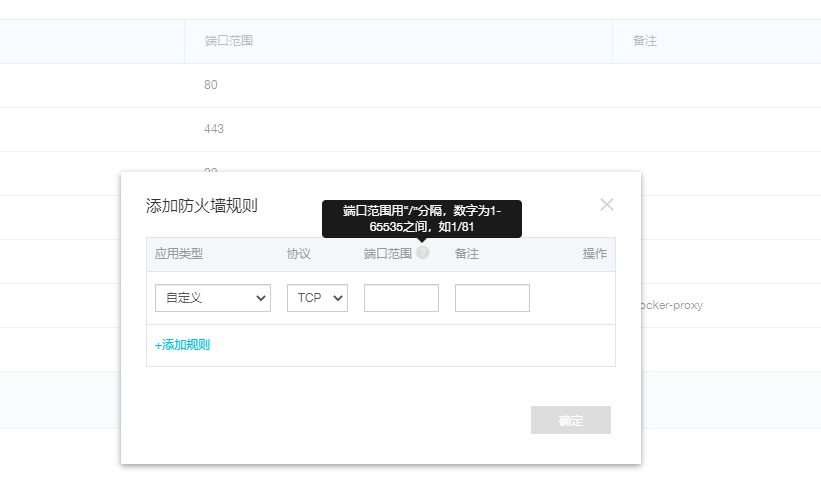 端口范围 备注
80
443
添加防火墙规则
端口范围用"/"分隔，数字为1-
65535之间，如1/81
应用类型 协议 端口范围 ? 备注 操作
自定义 TCP
ocker-proxy
+添加规则
确定